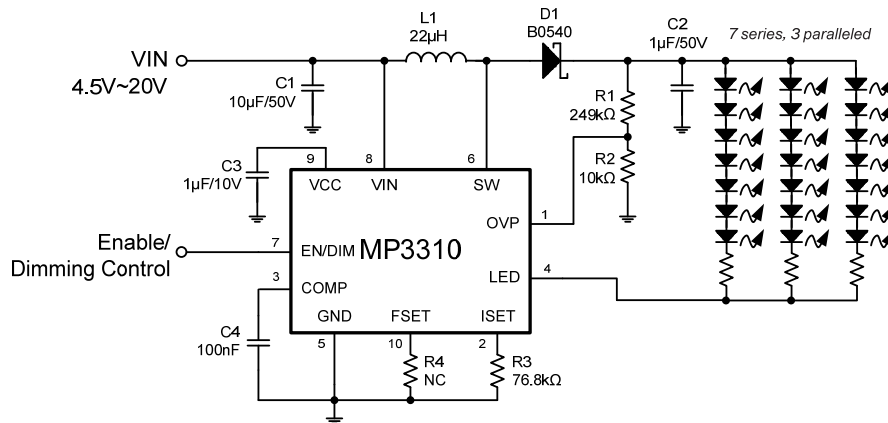 L1
22µH
D1
B0540
C2
1µF/50V
7 series, 3 paralleled
VIN
4.5V~20V
C1
10µF/50V
R1
249kΩ
C3
1µF/10V
9
8
6
VCC
VIN
SW
R2
10kΩ
OVP
1
Enable/
Dimming Control
7
EN/DIM
MP3310
3
COMP
LED
4
C4
100nF
GND
FSET
ISET
5
10
2
R4
NC
R3
76.8kΩ